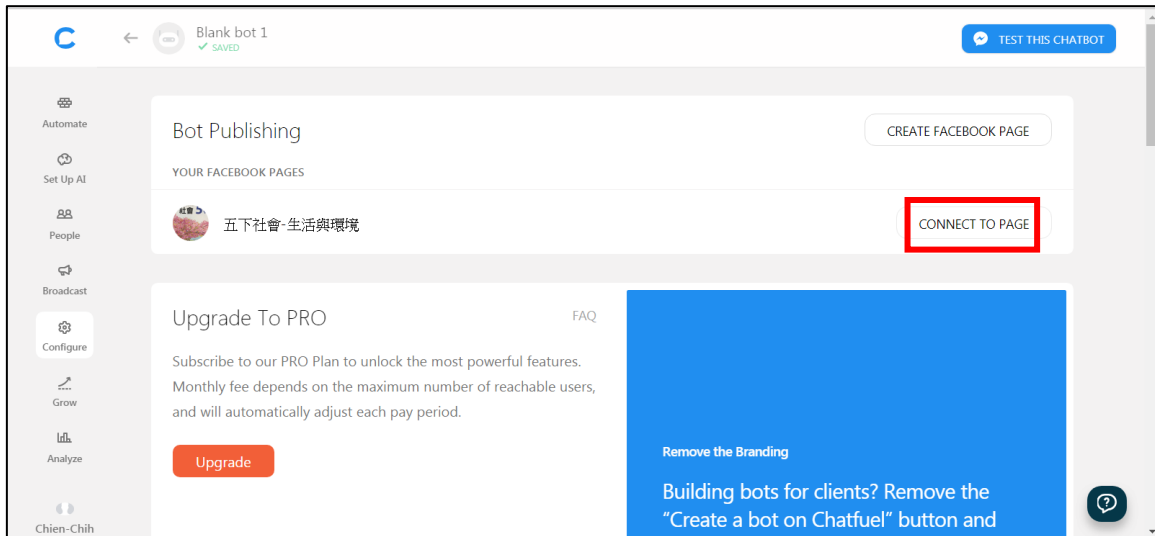 Blank bot 1
SAVED
TEST THIS CHATBOT
Automate
Set Up AI
People
Broadcast
Configure
Grow
Analyze
Chien-Chih
Bot Publishing
CREATE FACEBOOK PAGE
YOUR FACEBOOK PAGES
社會5
五下社會-生活與環境
CONNECT TO PAGE
Upgrade To PRO
FAQ
Subscribe to our PRO Plan to unlock the most powerful features.
Monthly fee depends on the maximum number of reachable users,
and will automatically adjust each pay period.
Upgrade
Remove the Branding
Building bots for clients? Remove the
“Create a bot on Chatfuel” button and